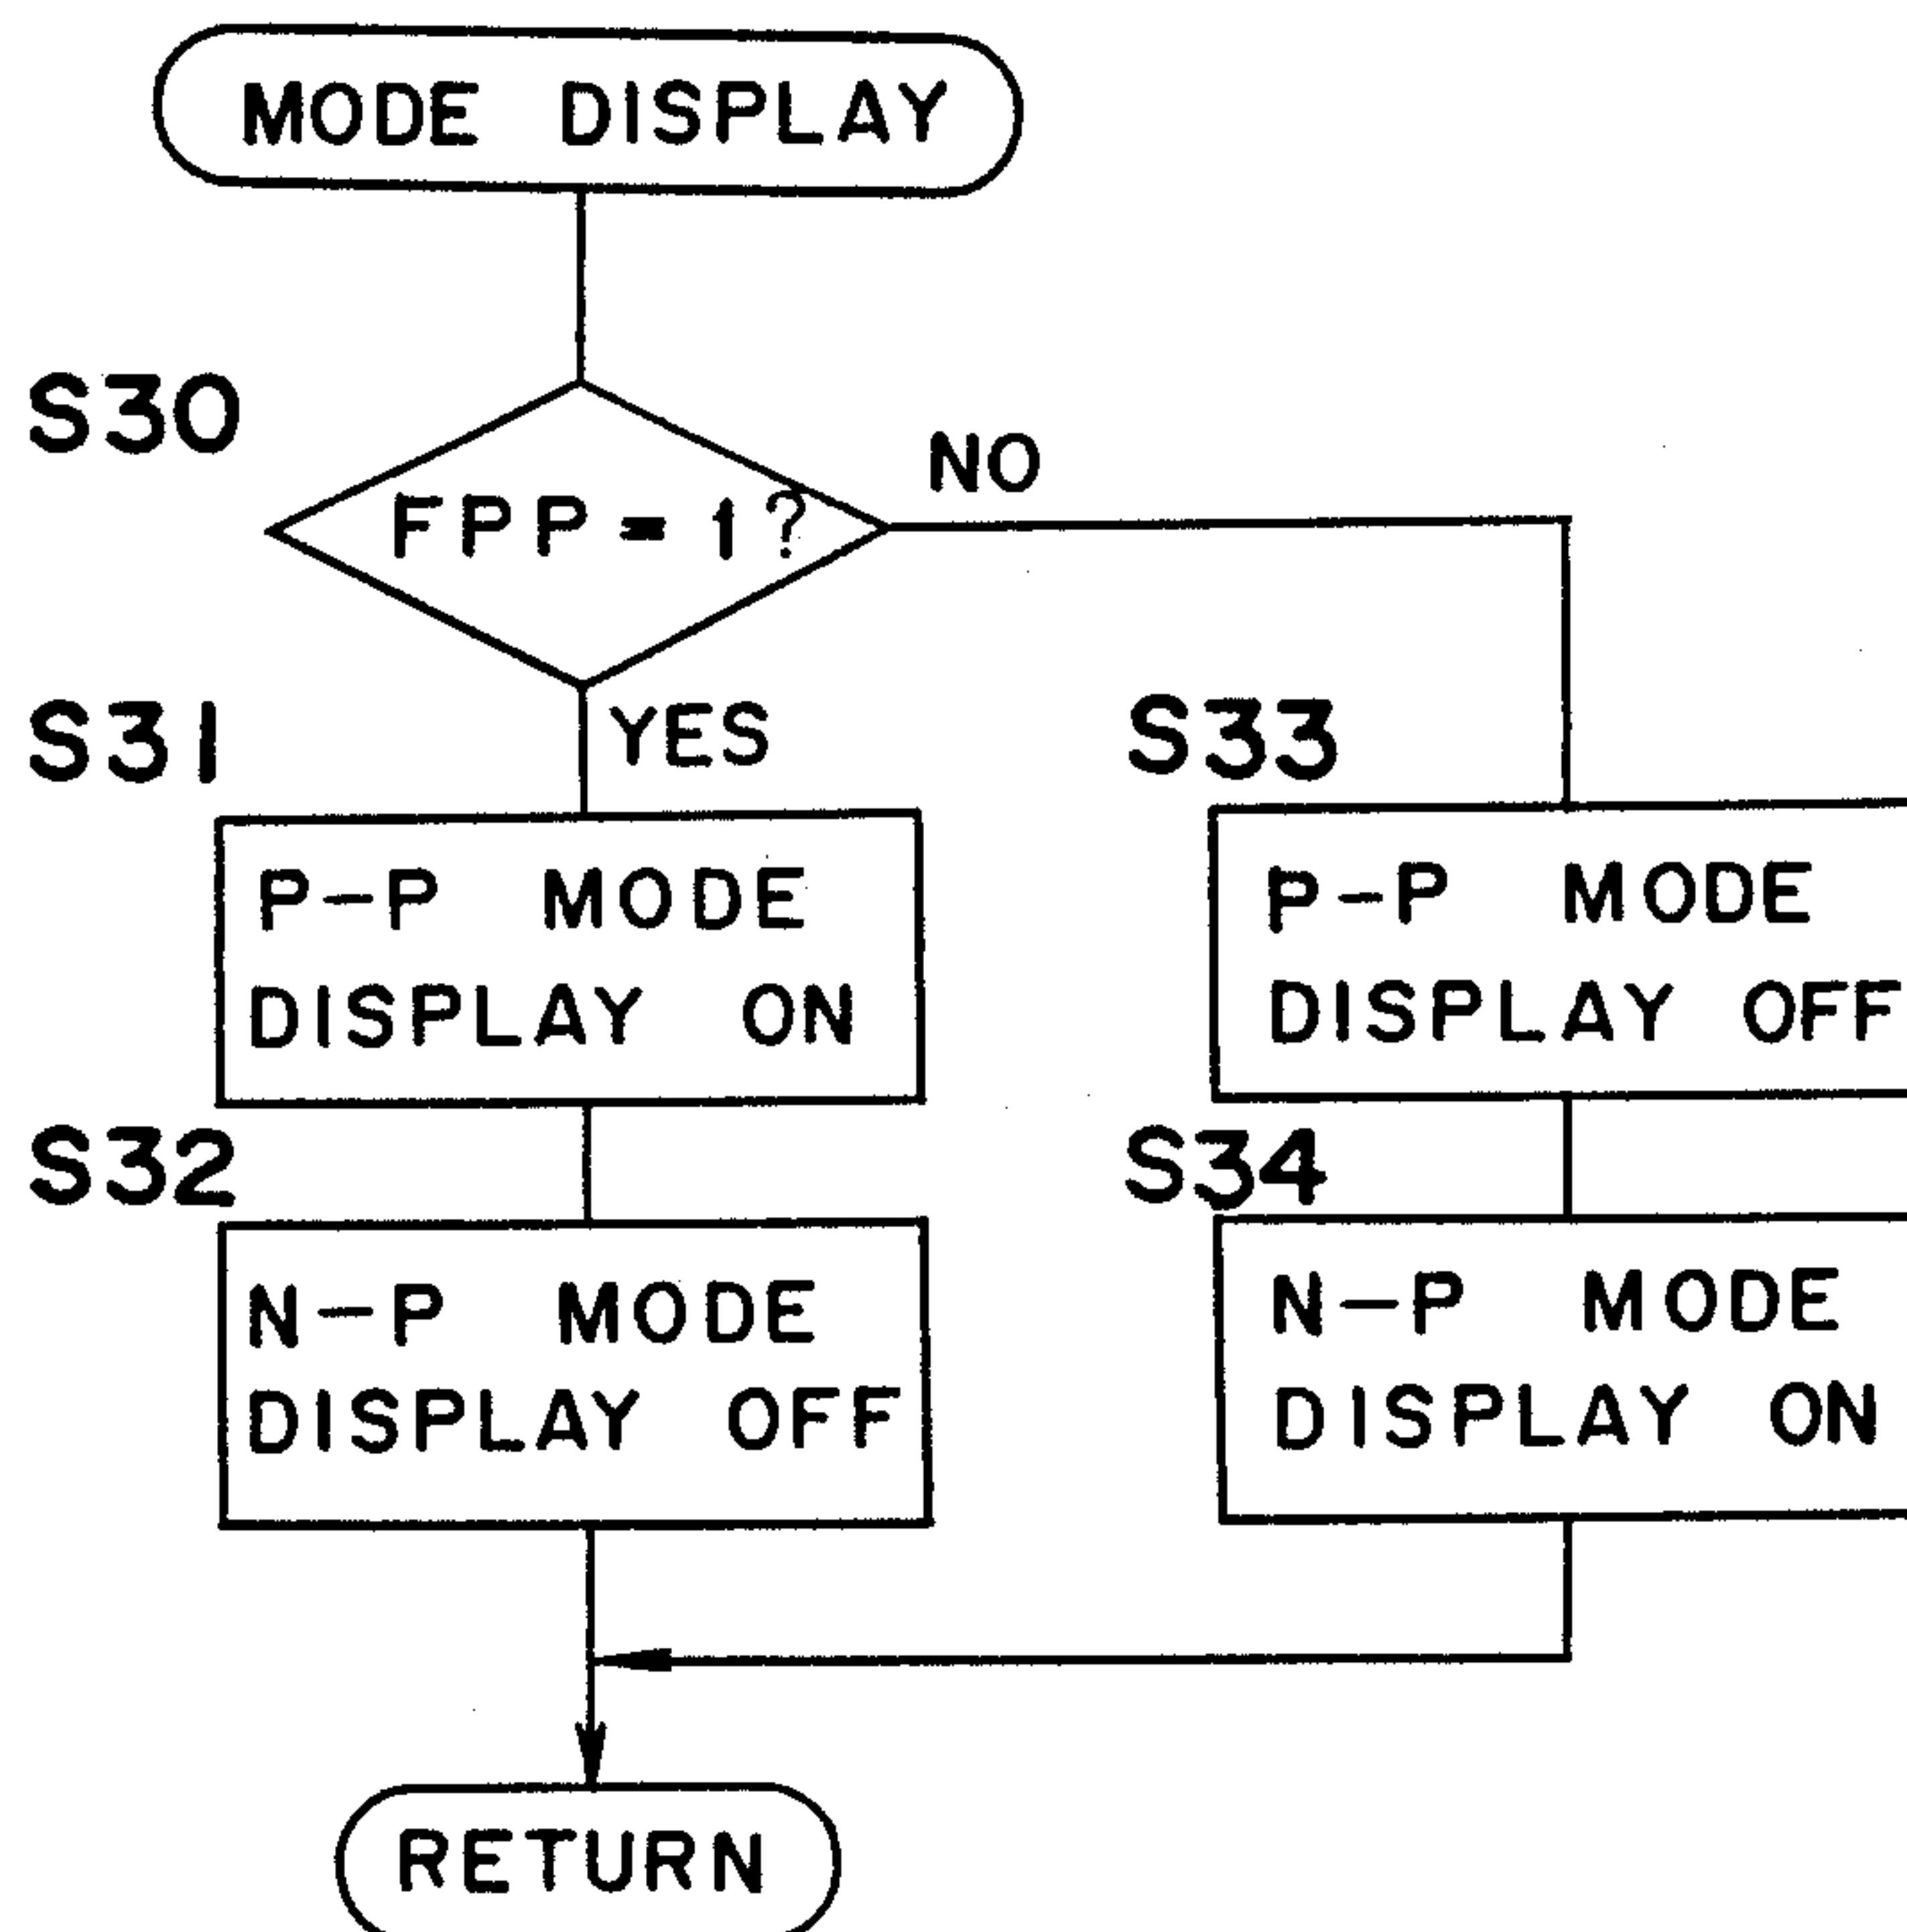 MODE DISPLAY
S30
FPP=1?
NO
S31
YES
S33
P-P MODE
DISPLAY ON
P-P MODE
DISPLAY OFF
S32
S34
N-P MODE
DISPLAY OFF
N-P MODE
DISPLAY ON
RETURN